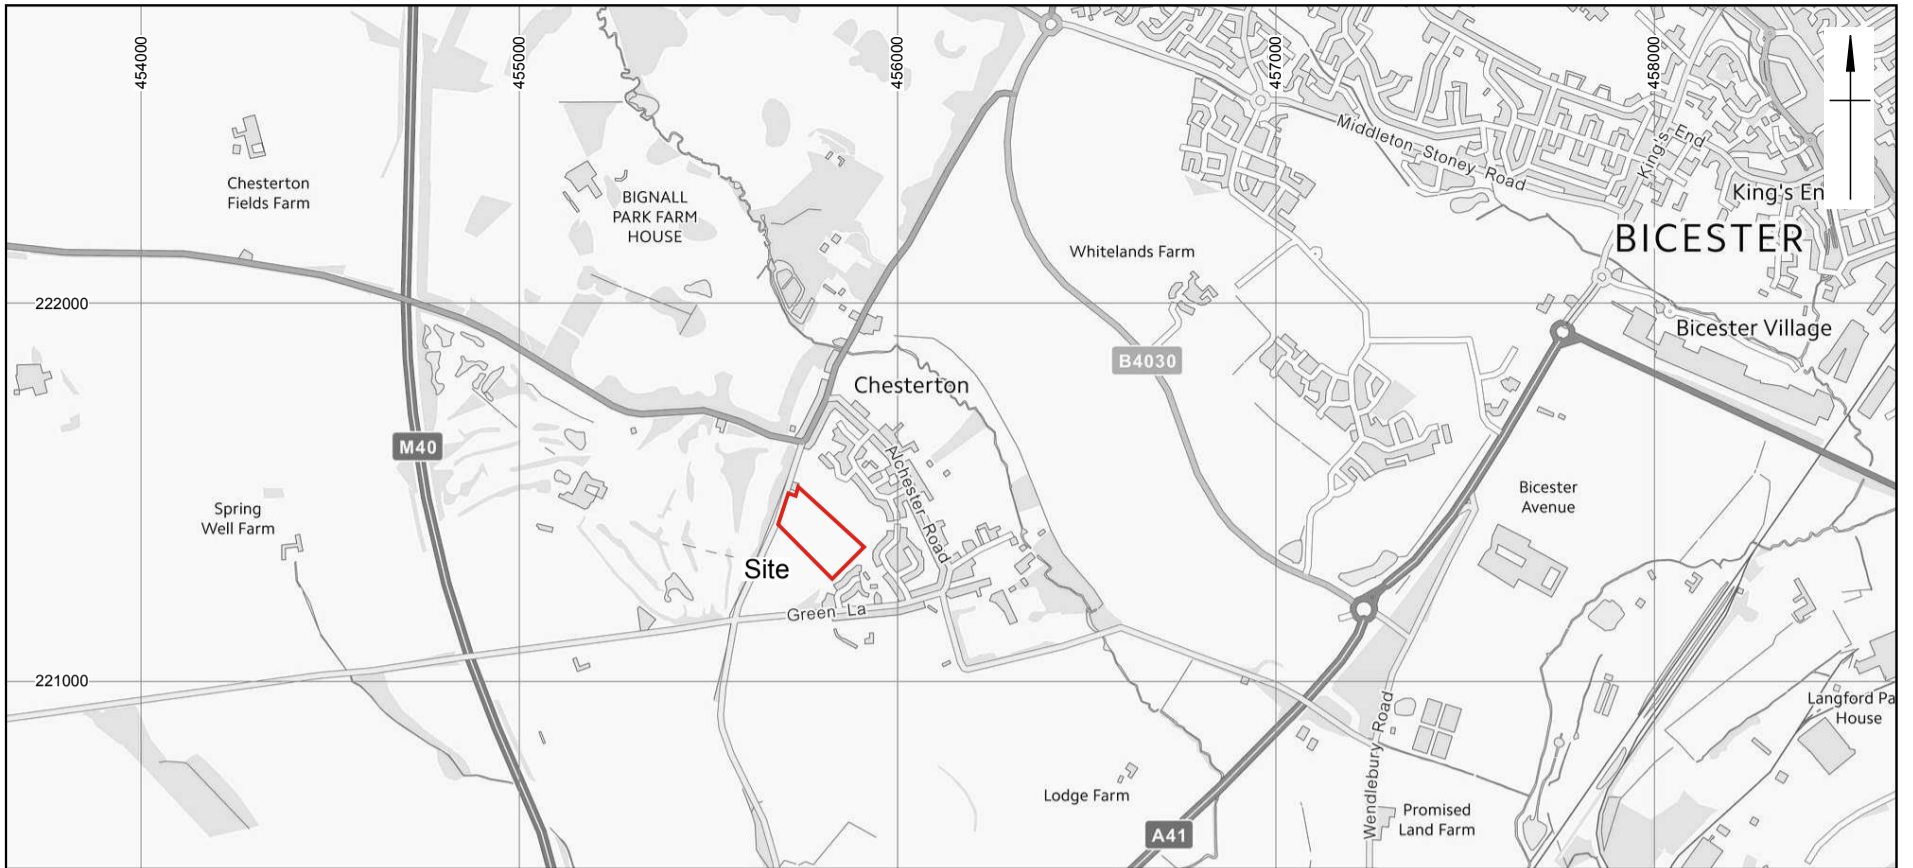 454000
455000
456000
457000
458000
Chesterton
Fields Farm
BIGNALL
PARK FARM
HOUSE
Middleton Stoney Road
King's End
King's En
BICESTER
Whitelands Farm
222000
Bicester Village
B4030
Chesterton
M40
Alchester Road
Bicester
Avenue
Spring
Well Farm
Site
Green La
221000
Langford Pa
House
Wendlebury Road
Lodge Farm
Promised
Land Farm
A41